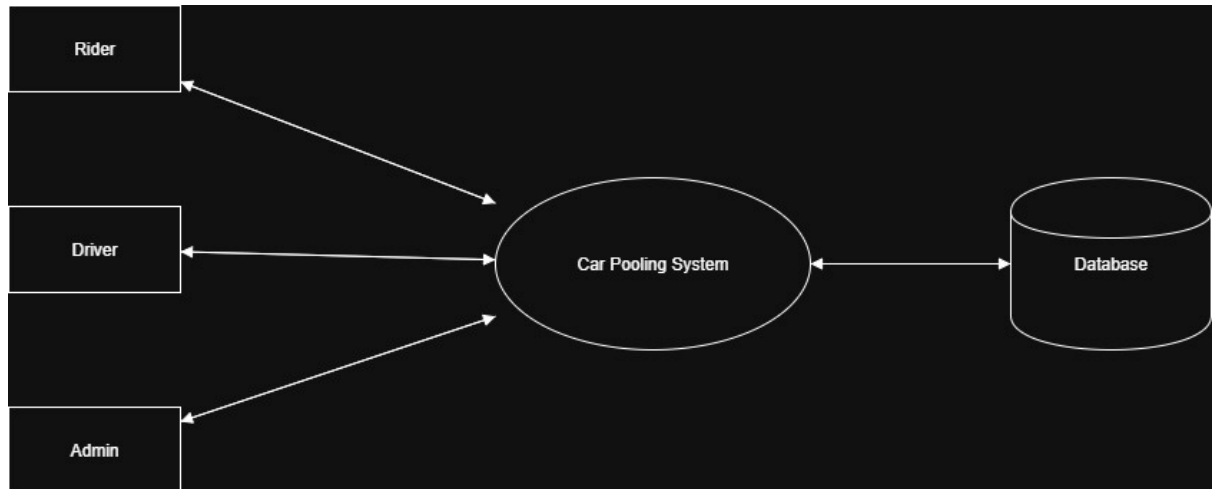 Rider
Driver
Car Pooling System
Database
Admin